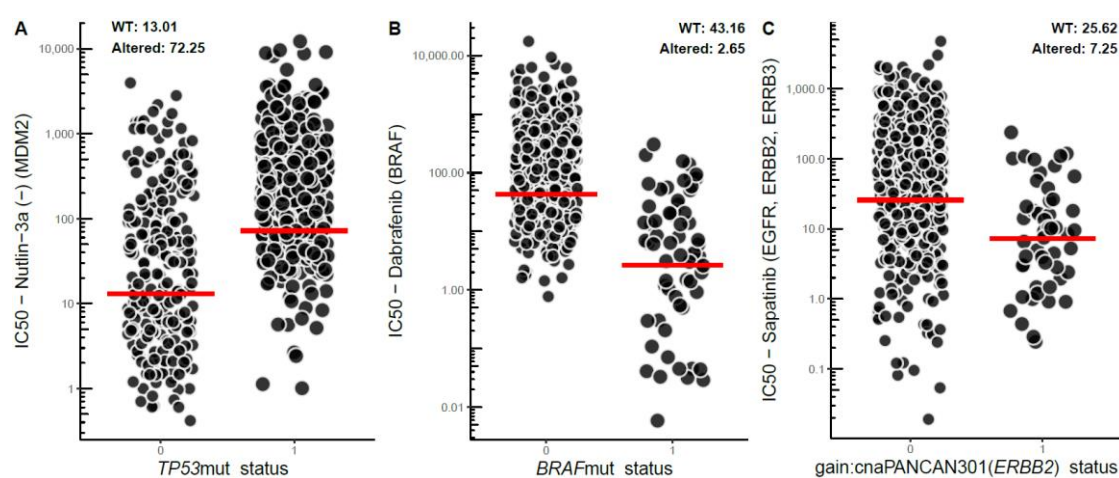 A
WT: 13.01
Altered: 72.25
IC50 − Nutlin−3a (−) (MDM2)
10,000
1,000
100
10
1
0
1
TP53mut status
B
WT: 43.16
Altered: 2.65
IC50 − Dabrafenib (BRAF)
10,000.00
100.00
1.00
0.01
0
1
BRAFmut status
C
WT: 25.62
Altered: 7.25
IC50 − Sapatinib (EGFR, ERBB2, ERRB3)
1,000.0
100.0
10.0
1.0
0.1
0
1
gain:cnaPANCAN301(ERBB2) status